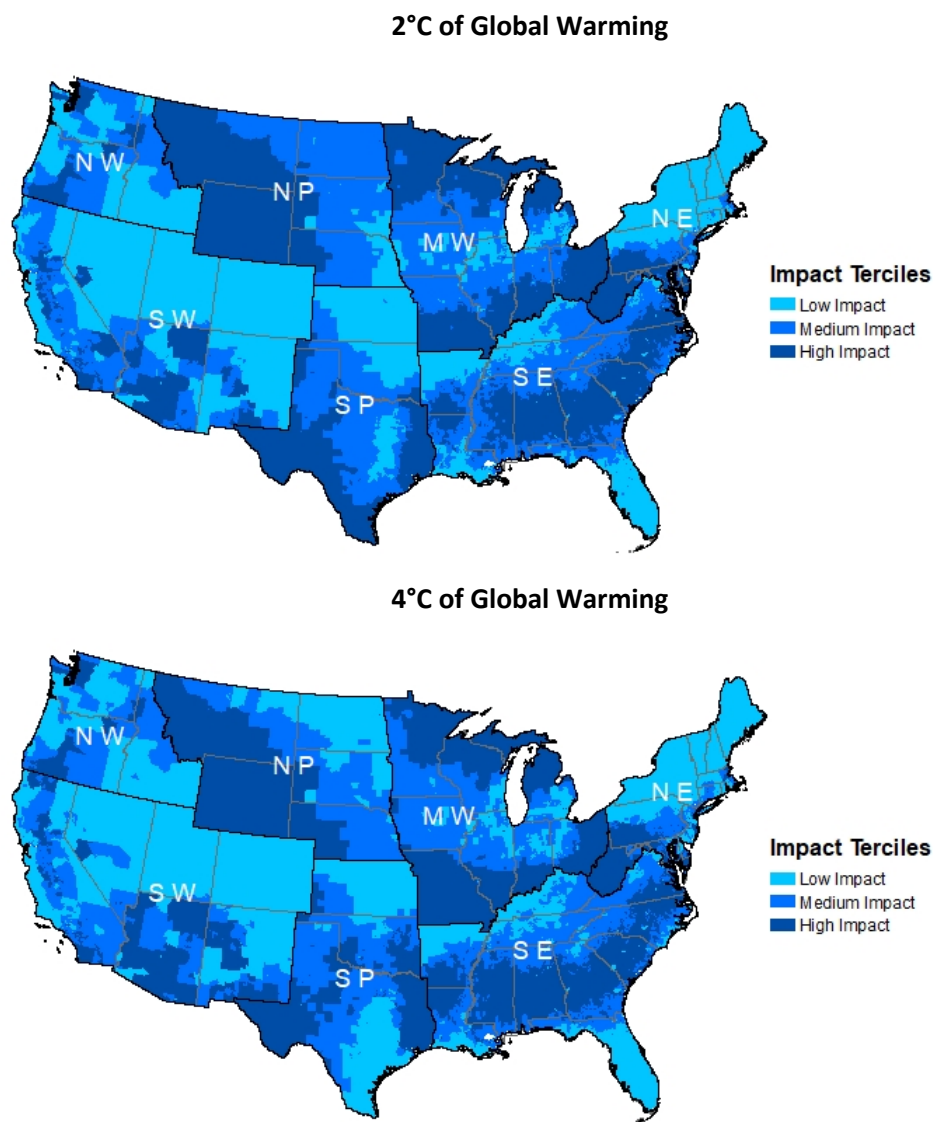 2°C of Global Warming
N W
N P
M W
N E
S W
S E
S P
Impact Terciles
Low Impact
Medium Impact
High Impact
4°C of Global Warming
N W
N P
M W
N E
S W
S E
S P
Impact Terciles
Low Impact
Medium Impact
High Impact